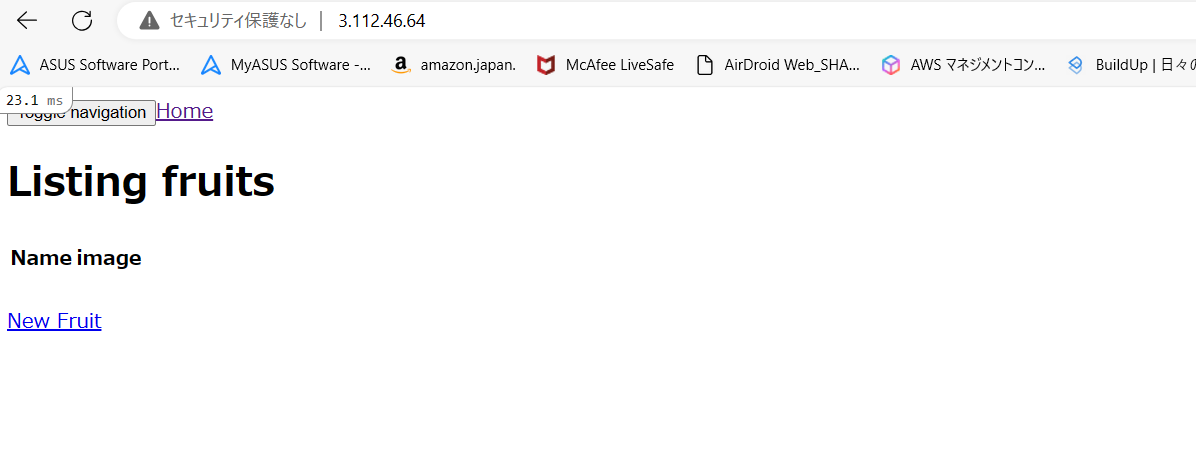 セキュリティ保護なし | 3.112.46.64
ASUS Software Port... MyASUS Software -... amazon.japan. McAfee LiveSafe AirDroid Web_SHA... AWS マネジメントコン... BuildUp | 日々の
23.1 ms
Toggle navigation Home
Listing fruits
Name image
New Fruit